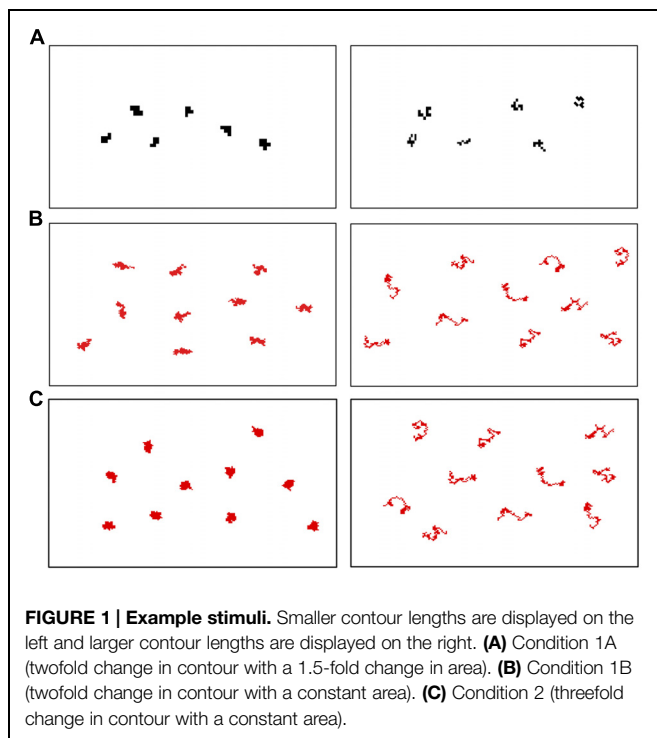 A
B
C
FIGURE 1 | Example stimuli. Smaller contour lengths are displayed on the
left and larger contour lengths are displayed on the right. (A) Condition 1A
(twofold change in contour with a 1.5-fold change in area). (B) Condition 1B
(twofold change in contour with a constant area). (C) Condition 2 (threefold
change in contour with a constant area).